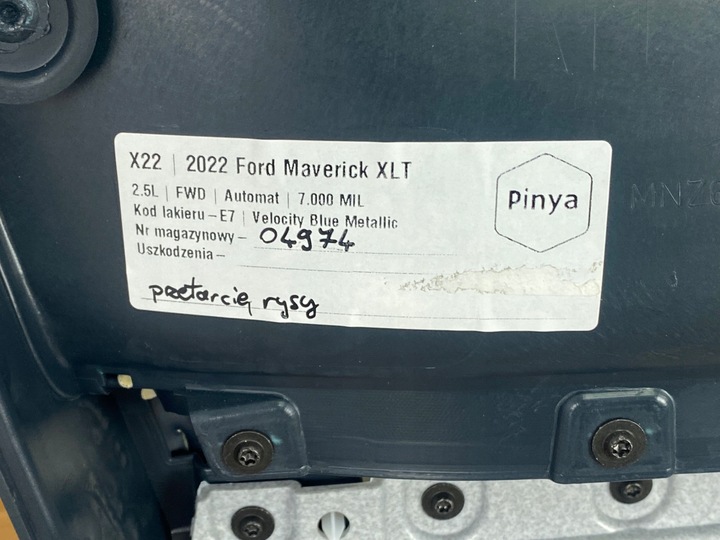 X22 | 2022 Ford Maverick XLT
2.5L | FWD | Automat | 7.000 MIL
Kod lakieru – E7 | Velocity Blue Metallic
Nr magazynowy – 04974
Uszkodzenia –
przetarcię, rysy
Pinya